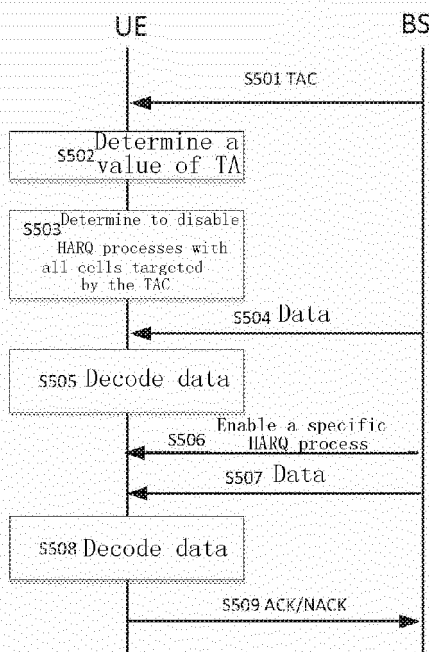 UE
BS
S501 TAC
S502 Determine a
value of TA
S503 Determine to disable
HARQ processes with
all cells targeted
by the TAC
S504 Data
S505 Decode data
Enable a specific
S506 HARQ process
S507 Data
S508 Decode data
S509 ACK/NACK